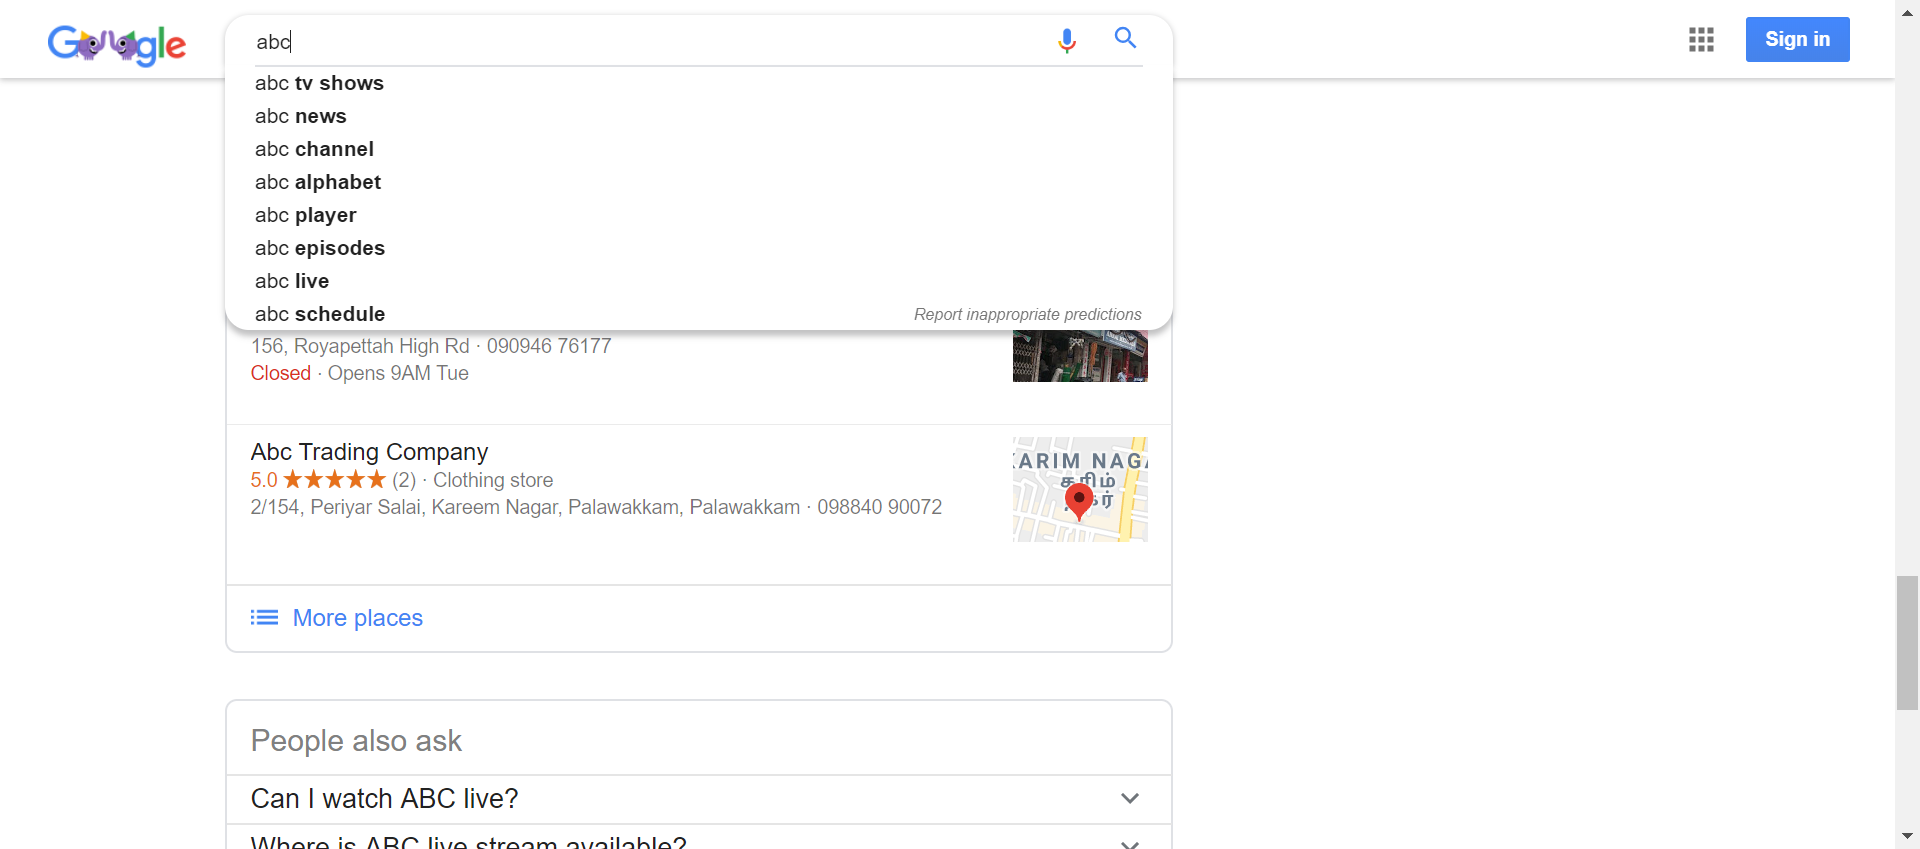 Google
abc
Sign in
abc tv shows
abc news
abc channel
abc alphabet
abc player
abc episodes
abc live
abc schedule
Report inappropriate predictions
156, Royapettah High Rd · 090946 76177
Closed · Opens 9AM Tue
Abc Trading Company
5.0 ★★★★★ (2) · Clothing store
2/154, Periyar Salai, Kareem Nagar, Palawakkam, Palawakkam · 098840 90072
KARIM NAGA
கரிம்
More places
People also ask
Can I watch ABC live?
Where is ABC live stream available?